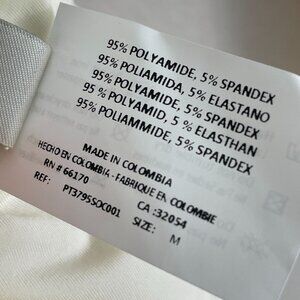 95% POLYAMIDE, 5% SPANDEX
95% POLIAMIDA, 5% ELASTANO
95% POLYAMIDE, 5% SPANDEX
95% POLYAMID, 5% ELASTHAN
95% POLIAMMIDE, 5% SPANDEX
MADE IN COLOMBIA
HECHO EN COLOMBIA - FABRIQUE EN COLOMBIE
RN # 66170 CA : 32054
REF: PT3795SOC001 SIZE: M